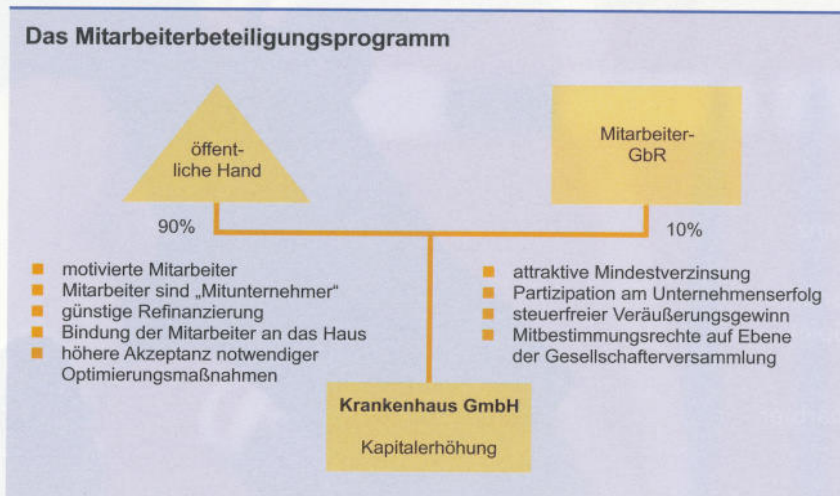 Das Mitarbeiterbeteiligungsprogramm
öffent-
liche Hand
Mitarbeiter-
GbR
90%
10%
motivierte Mitarbeiter
Mitarbeiter sind „Mitunternehmer“
günstige Refinanzierung
Bindung der Mitarbeiter an das Haus
höhere Akzeptanz notwendiger
Optimierungsmaßnahmen
attraktive Mindestverzinsung
Partizipation am Unternehmenserfolg
steuerfreier Veräußerungsgewinn
Mitbestimmungsrechte auf Ebene
der Gesellschafterversammlung
Krankenhaus GmbH
Kapitalerhöhung